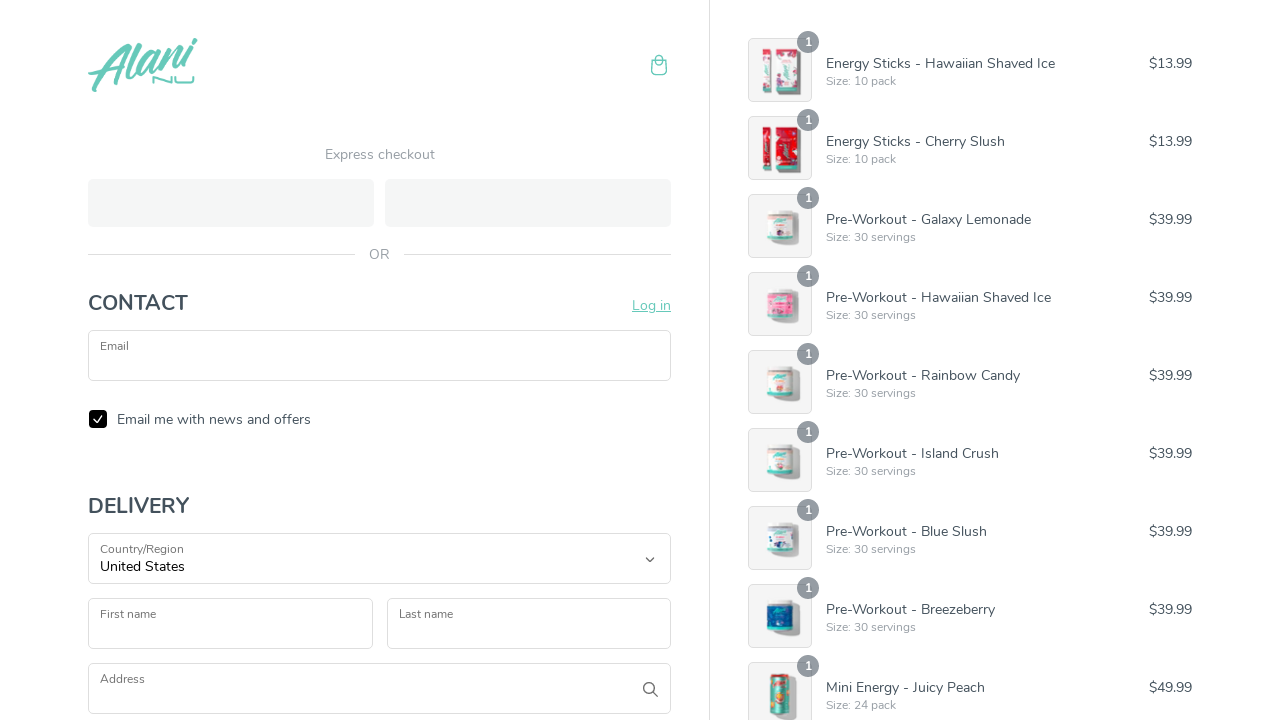 Alani
NU
Express checkout
OR
CONTACT
Log in
Email
Email me with news and offers
DELIVERY
Country/Region
United States
First name
Last name
Address
1
Energy Sticks - Hawaiian Shaved Ice
$13.99
Size: 10 pack
1
Energy Sticks - Cherry Slush
$13.99
Size: 10 pack
1
Pre-Workout - Galaxy Lemonade
$39.99
Size: 30 servings
1
Pre-Workout - Hawaiian Shaved Ice
$39.99
Size: 30 servings
1
Pre-Workout - Rainbow Candy
$39.99
Size: 30 servings
1
Pre-Workout - Island Crush
$39.99
Size: 30 servings
1
Pre-Workout - Blue Slush
$39.99
Size: 30 servings
1
Pre-Workout - Breezeberry
$39.99
Size: 30 servings
1
Mini Energy - Juicy Peach
$49.99
Size: 24 pack